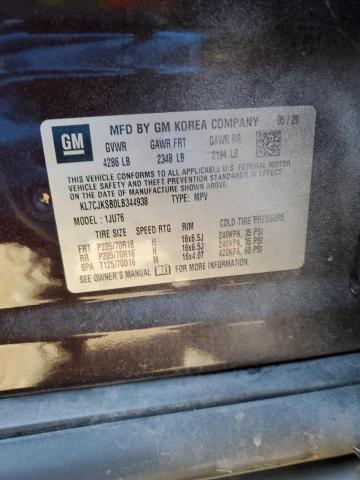 GM
MFD BY GM KOREA COMPANY 05/20
GVWR GAWR FRT GAWR RR
4286 LB 2348 LB 2194 LB
THIS VEHICLE CONFORMS TO ALL APPLICABLE U.S. FEDERAL MOTOR
VEHICLE SAFETY, BUMPER, AND THEFT PREVENTION STANDARDS IN
EFFECT ON THE DATE OF MANUFACTURE SHOWN ABOVE.
KL7CJKSB0LB344938 TYPE: MPV
MODEL: 1JU76
TIRE SIZE SPEED RTG RIM COLD TIRE PRESSURE
FRT P205/70R16 H 16x6.5J 240KPA, 35 PSI
RR P205/70R16 H 16x6.5J 240KPA, 35 PSI
SPA T125/70D16 M 16x4.0T 420KPA, 60 PSI
SEE OWNER'S MANUAL FOR MORE INFORMATION.